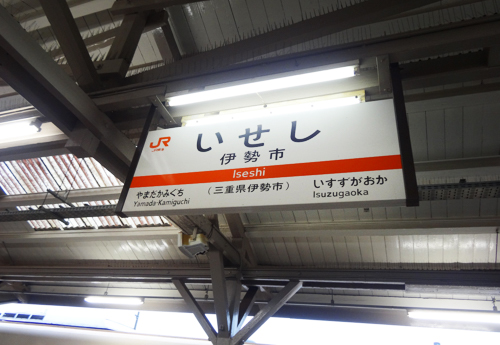 JR
いせし
伊勢市
Iseshi
やまだかみぐち
Yamada-Kamiguchi
（三重県伊勢市）
いすずがおか
Isuzugaoka